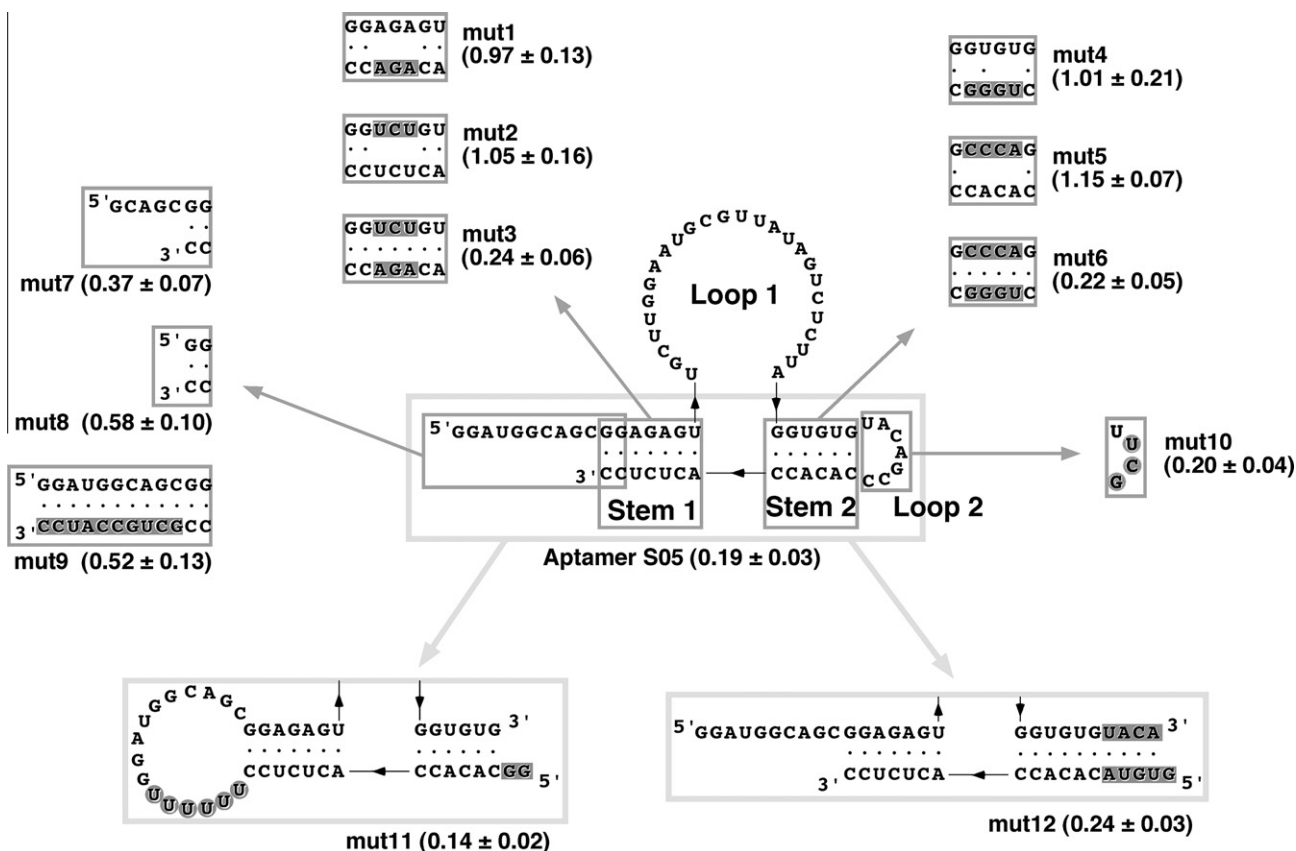 GGAGAGU
CCAGACA
mut1
(0.97 ± 0.13)
GGUCUGU
CCUCUCA
mut2
(1.05 ± 0.16)
GGUCUGU
CCAGACA
mut3
(0.24 ± 0.06)
GGUGUG
CGGGUC
mut4
(1.01 ± 0.21)
GCCCAG
CCACAC
mut5
(1.15 ± 0.07)
GCCCAG
CGGGUC
mut6
(0.22 ± 0.05)
5'GCAGCGG
3'CC
mut7 (0.37 ± 0.07)
5'GG
3'CC
mut8 (0.58 ± 0.10)
5'
GGAUGGCAGCGG
3'CCUACCGUCGCC
mut9 (0.52 ± 0.13)
UGCUUGGAAUGCGUUAUAGUCUCUUA
Loop 1
5'GGAUGGCAGCGGAGAGU
GGUGUG
UACAGCC
3'CCUCUCA
CCACAC
Stem 1
Stem 2
Loop 2
Aptamer S05 (0.19 ± 0.03)
UUCG
mut10
(0.20 ± 0.04)
GGAUGGCAGC
GGAGAGU
GGUGUG 3'
UUUUUU
CCUCUCA
CCACACGG 5'
mut11 (0.14 ± 0.02)
5'GGAUGGCAGCGGAGAGU
GGUGUGUACA 3'
3'CCUCUCA
CCACACAUGUG 5'
mut12 (0.24 ± 0.03)